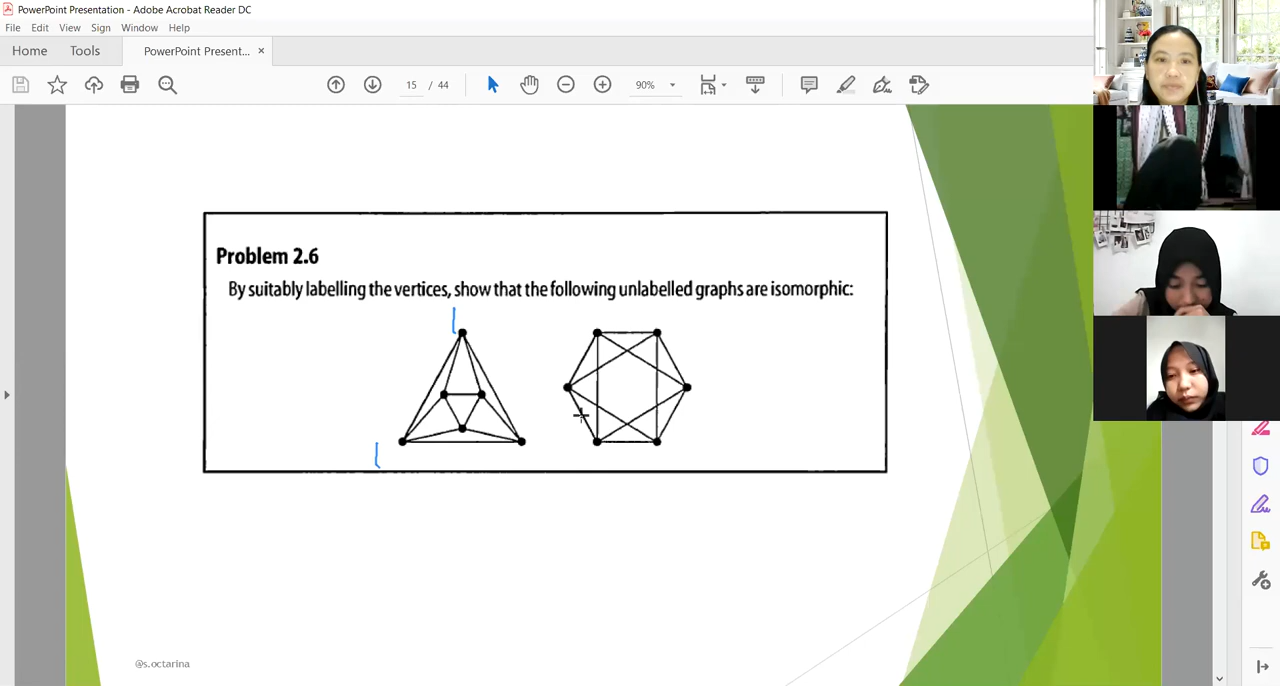 PowerPoint Presentation - Adobe Acrobat Reader DC
File Edit View Sign Window Help
Home Tools PowerPoint Present... ×
15 / 44 90%
Problem 2.6
By suitably labelling the vertices, show that the following unlabelled graphs are isomorphic:
@s.octarina